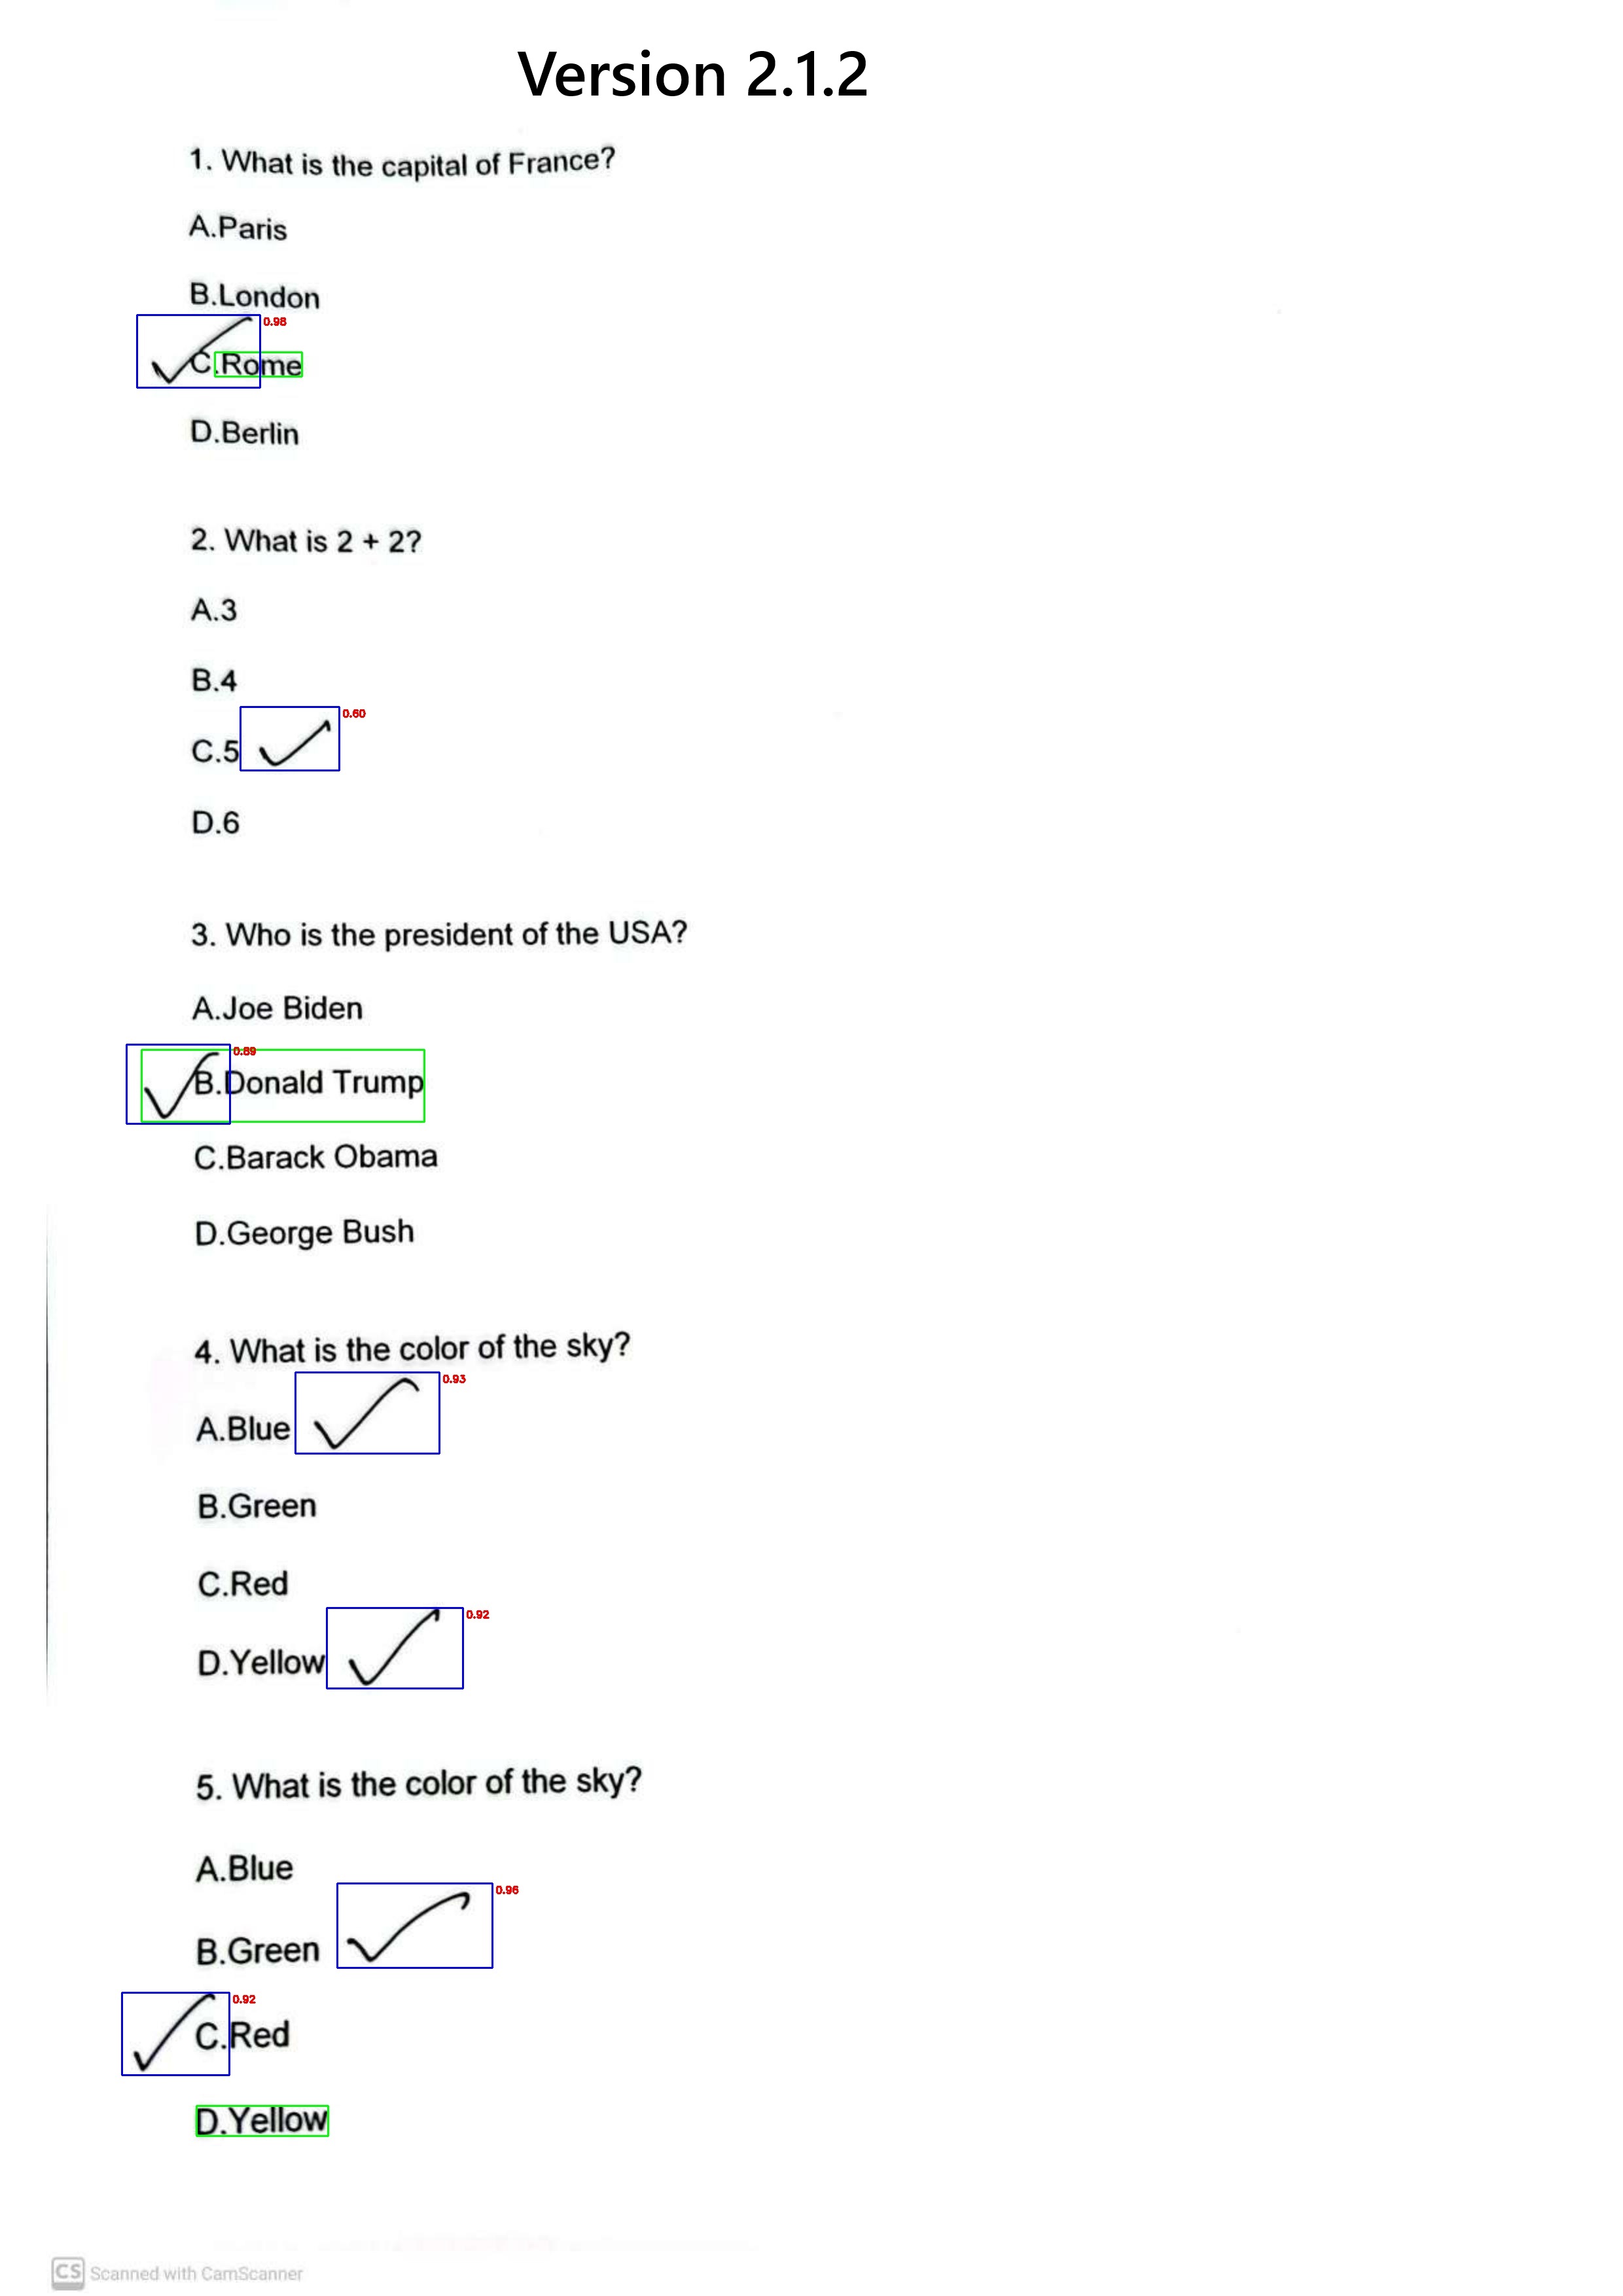 Version 2.1.2
1. What is the capital of France?
A.Paris
B.London
0.98
C.Rome
D.Berlin
2. What is 2 + 2?
A.3
B.4
0.60
C.5
D.6
3. Who is the president of the USA?
A.Joe Biden
0.89
B.Donald Trump
C.Barack Obama
D.George Bush
4. What is the color of the sky?
0.93
A.Blue
B.Green
C.Red
0.92
D.Yellow
5. What is the color of the sky?
A.Blue
0.96
B.Green
0.92
C.Red
D.Yellow
CS Scanned with CamScanner